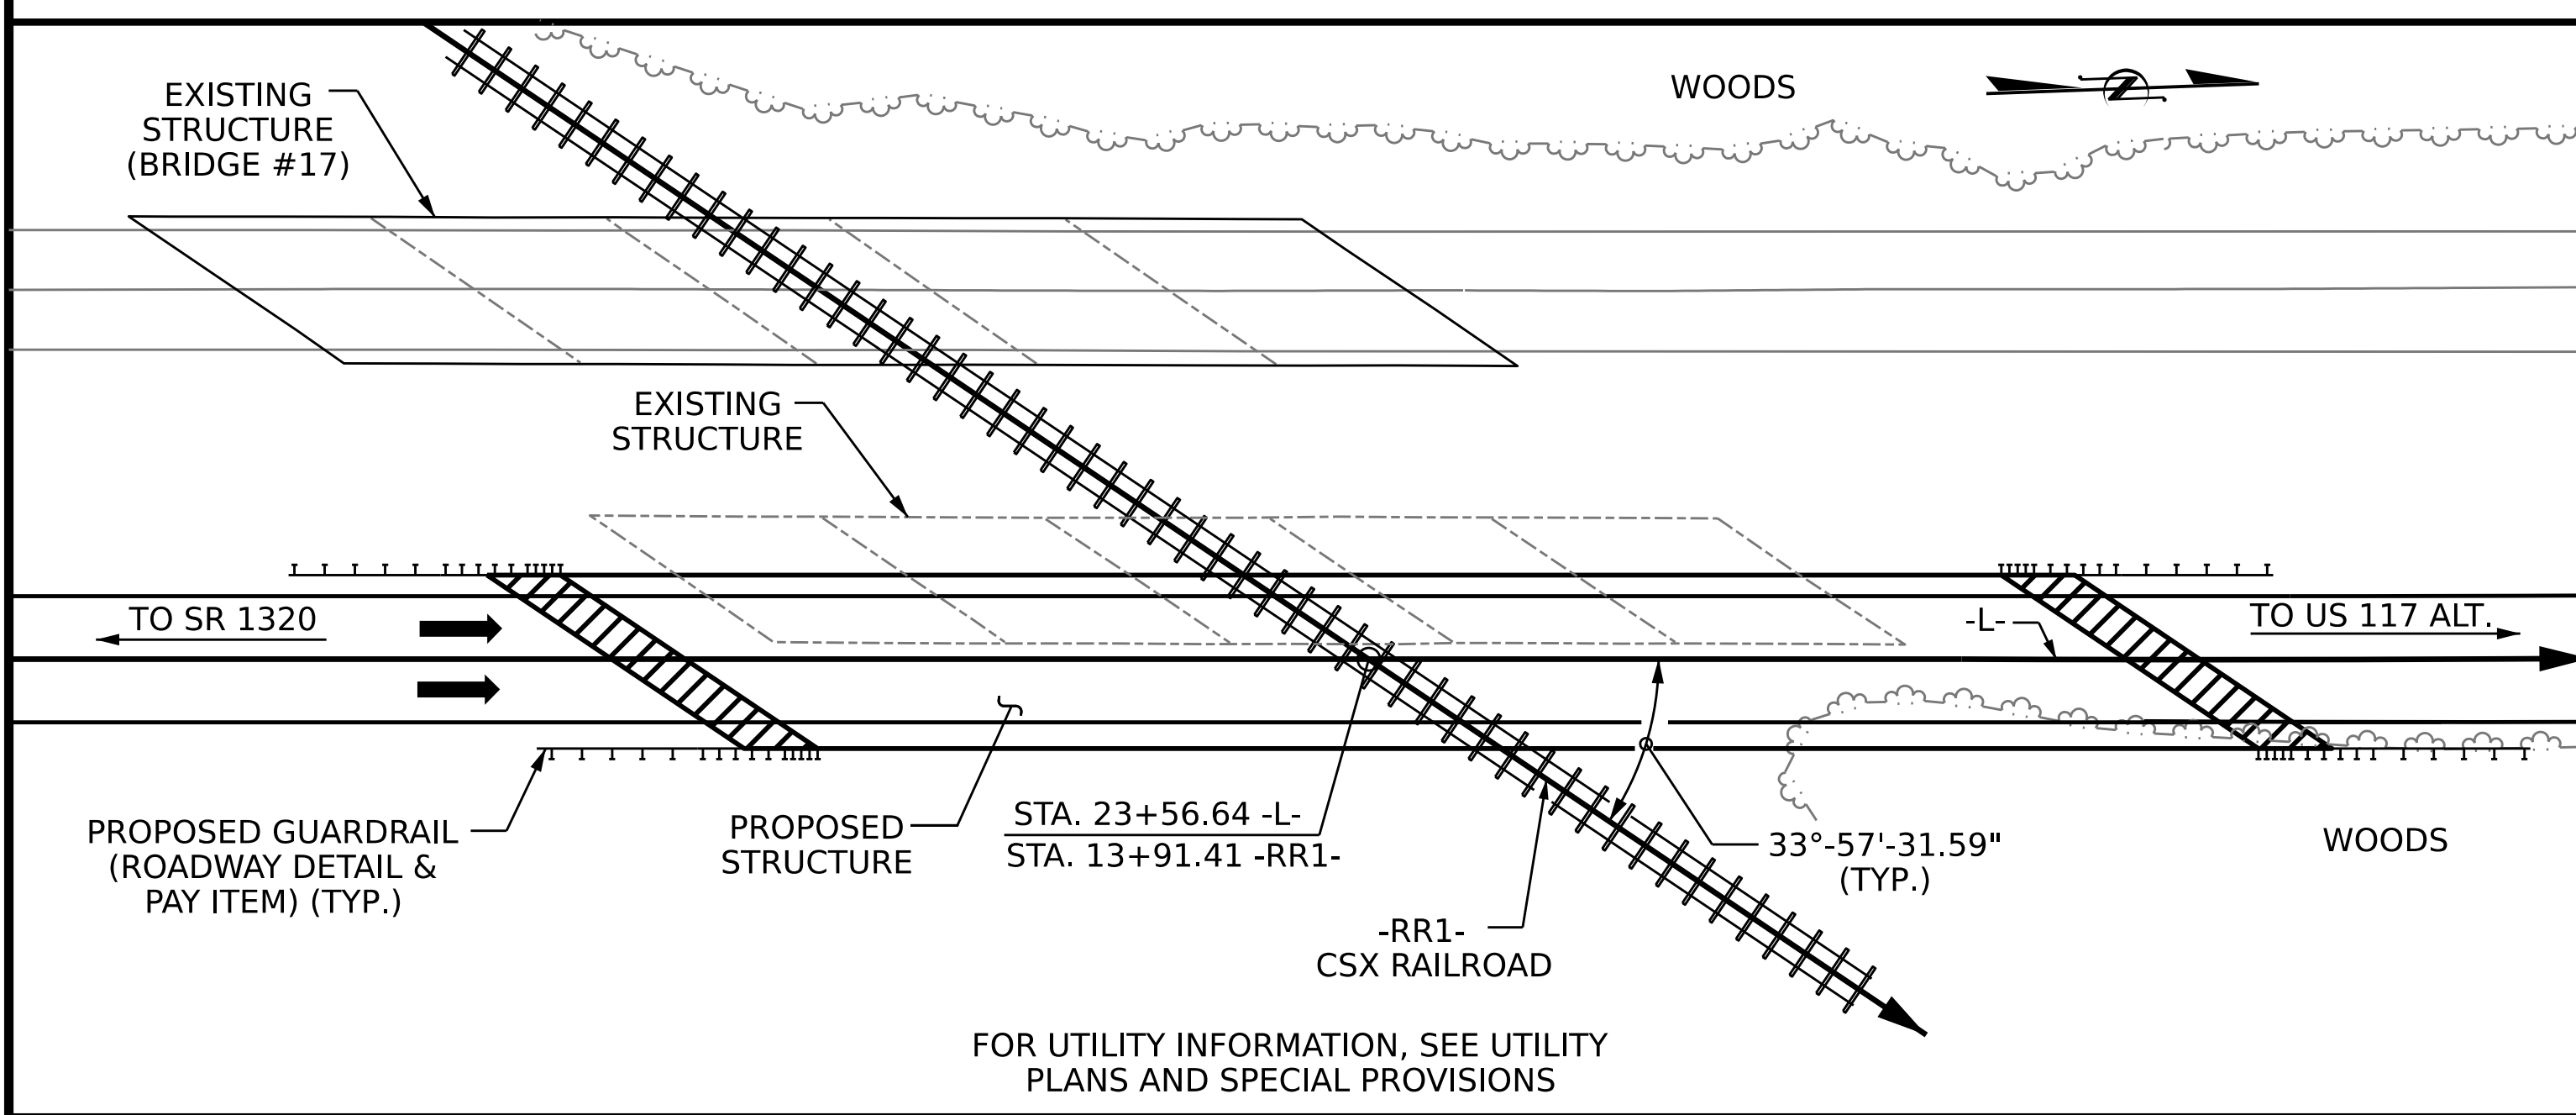 WOODS
EXISTING
STRUCTURE
(BRIDGE #17)
EXISTING
STRUCTURE
TO SR 1320
-L-
TO US 117 ALT.
PROPOSED GUARDRAIL
(ROADWAY DETAIL &
PAY ITEM) (TYP.)
PROPOSED
STRUCTURE
STA. 23+56.64 -L-
STA. 13+91.41 -RR1-
33°-57'-31.59"
(TYP.)
WOODS
-RR1-
CSX RAILROAD
FOR UTILITY INFORMATION, SEE UTILITY
PLANS AND SPECIAL PROVISIONS